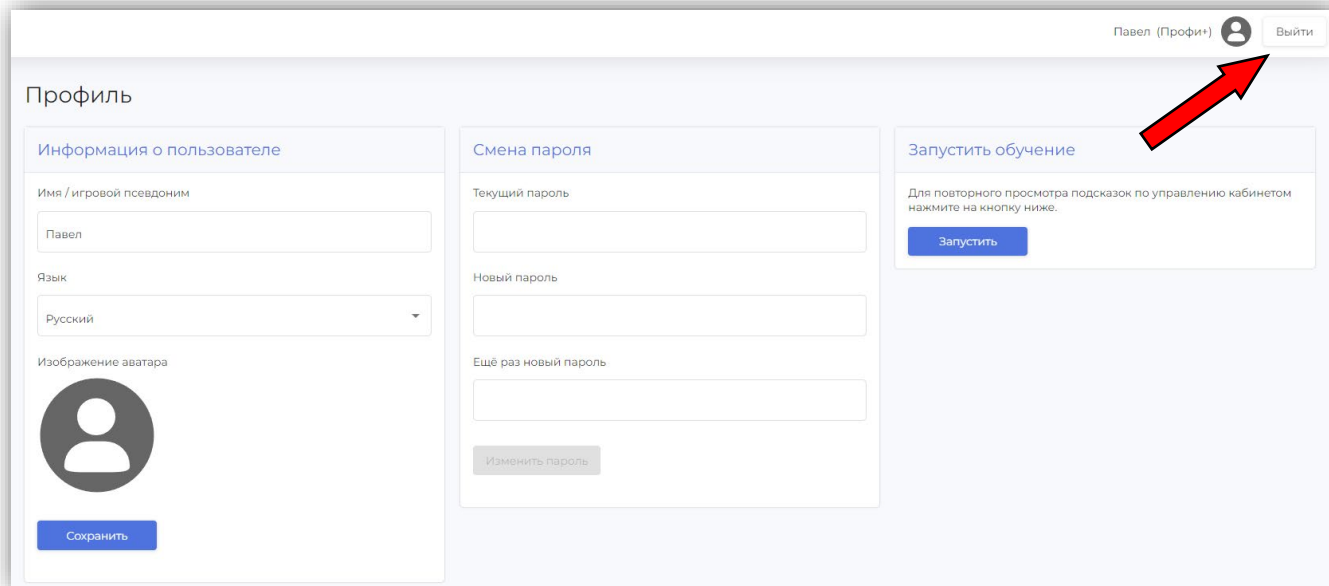 Павел (Профи+)
Выйти
Профиль
Информация о пользователе
Имя / игровой псевдоним
Павел
Язык
Русский
Изображение аватара
Сохранить
Смена пароля
Текущий пароль
Новый пароль
Ещё раз новый пароль
Изменить пароль
Запустить обучение
Для повторного просмотра подсказок по управлению кабинетом
нажмите на кнопку ниже.
Запустить